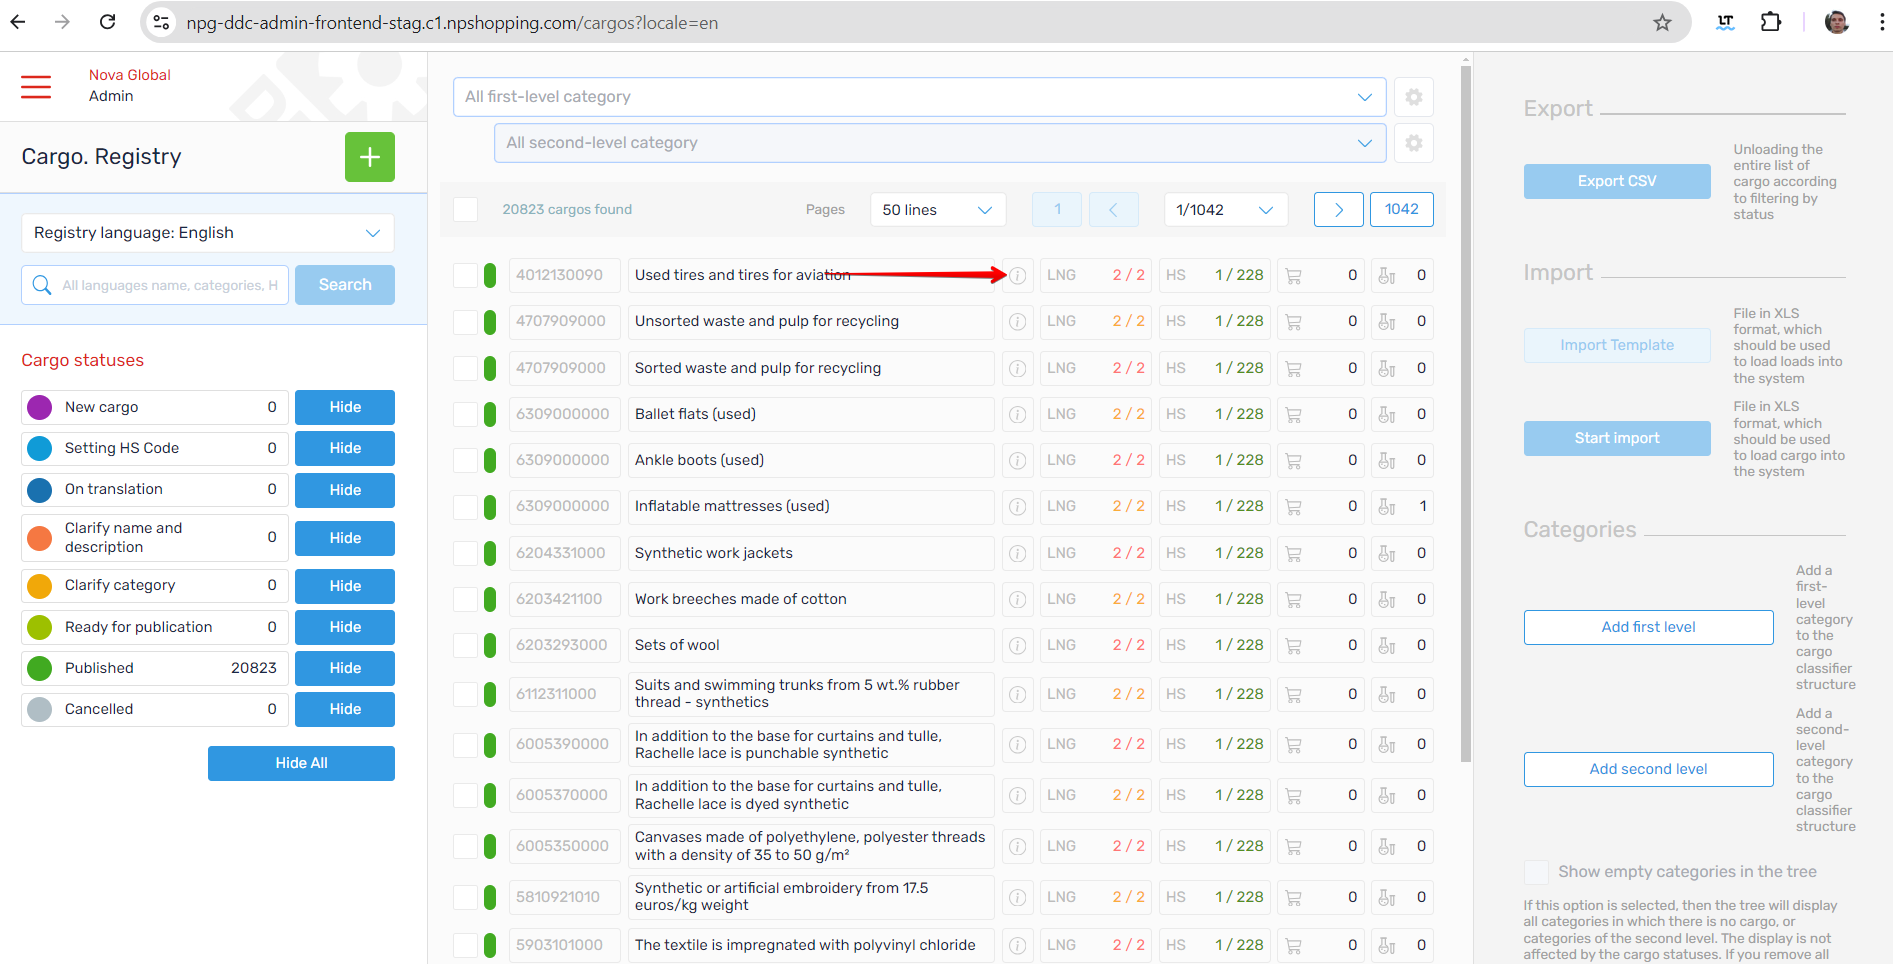 npg-ddc-admin-frontend-stag.c1.npshopping.com/cargos?locale=en
LT
Nova Global
Admin
Cargo. Registry
+
Registry language: English
All languages name, categories, H
Search
Cargo statuses
New cargo 0 Hide
Setting HS Code 0 Hide
On translation 0 Hide
Clarify name and
description 0 Hide
Clarify category 0 Hide
Ready for publication 0 Hide
Published 20823 Hide
Cancelled 0 Hide
Hide All
All first-level category
All second-level category
20823 cargos found Pages 50 lines 1 1/1042 1042
4012130090 Used tires and tires for aviation LNG 2 / 2 HS 1 / 228 0 0
4707909000 Unsorted waste and pulp for recycling LNG 2 / 2 HS 1 / 228 0 0
4707909000 Sorted waste and pulp for recycling LNG 2 / 2 HS 1 / 228 0 0
6309000000 Ballet flats (used) LNG 2 / 2 HS 1 / 228 0 0
6309000000 Ankle boots (used) LNG 2 / 2 HS 1 / 228 0 0
6309000000 Inflatable mattresses (used) LNG 2 / 2 HS 1 / 228 0 1
6204331000 Synthetic work jackets LNG 2 / 2 HS 1 / 228 0 0
6203421100 Work breeches made of cotton LNG 2 / 2 HS 1 / 228 0 0
6203293000 Sets of wool LNG 2 / 2 HS 1 / 228 0 0
6112311000 Suits and swimming trunks from 5 wt.% rubber
thread - synthetics LNG 2 / 2 HS 1 / 228 0 0
6005390000 In addition to the base for curtains and tulle,
Rachelle lace is punchable synthetic LNG 2 / 2 HS 1 / 228 0 0
6005370000 In addition to the base for curtains and tulle,
Rachelle lace is dyed synthetic LNG 2 / 2 HS 1 / 228 0 0
6005350000 Canvases made of polyethylene, polyester threads
with a density of 35 to 50 g/m² LNG 2 / 2 HS 1 / 228 0 0
5810921010 Synthetic or artificial embroidery from 17.5
euros/kg weight LNG 2 / 2 HS 1 / 228 0 0
5903101000 The textile is impregnated with polyvinyl chloride LNG 2 / 2 HS 1 / 228 0 0
Export
Export CSV
Unloading the
entire list of
cargo according
to filtering by
status
Import
Import Template
File in XLS
format, which
should be used
to load loads into
the system
Start import
File in XLS
format, which
should be used
to load cargo into
the system
Categories
Add first level
Add a
first-
level
category
to the
cargo
classifier
structure
Add second level
Add a
second-
level
category
to the
cargo
classifier
structure
Show empty categories in the tree
If this option is selected, then the tree will display
all categories in which there is no cargo, or
categories of the second level. The display is not
affected by the cargo statuses. If you remove all